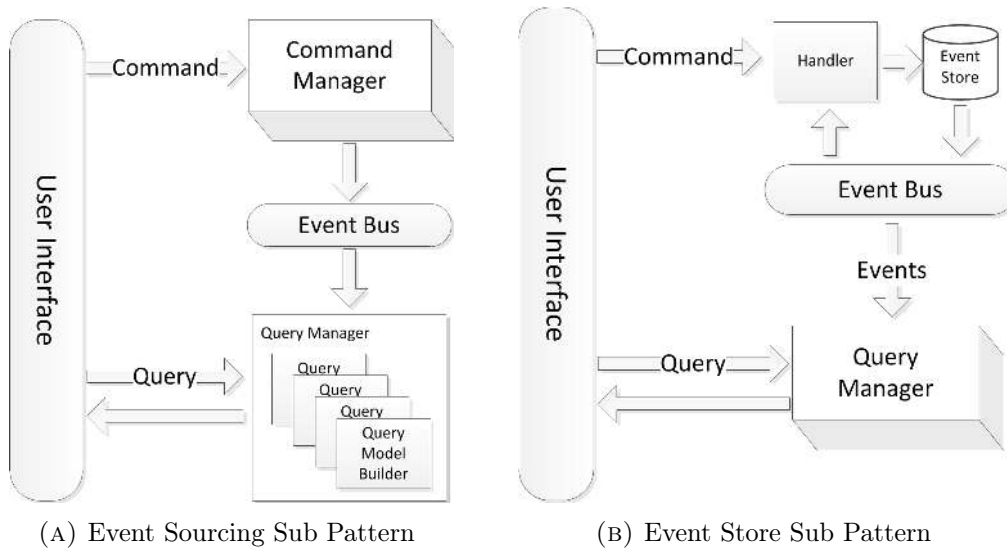 User Interface
Command
Command
Manager
Event Bus
Query Manager
Query
Query
Query
Query
Query
Model
Builder
(A) Event Sourcing Sub Pattern
User Interface
Command
Handler
Event
Store
Event Bus
Events
Query
Query
Manager
(B) Event Store Sub Pattern